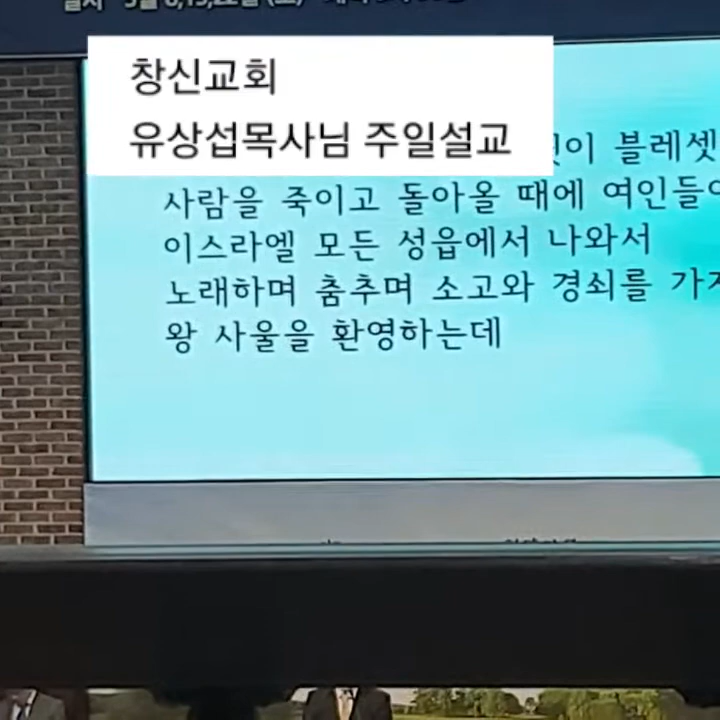 창신교회
유상섭목사님 주일설교
이 블레셋
사람을 죽이고 돌아올 때에 여인들이
이스라엘 모든 성읍에서 나와서
노래하며 춤추며 소고와 경쇠를
왕 사울을 환영하는데